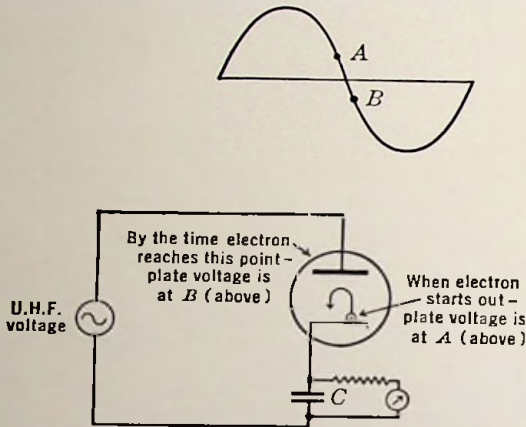 A
B
By the time electron
reaches this point–
plate voltage is
at B (above)
U.H.F.
voltage
When electron
starts out–
plate voltage is
at A (above)
C